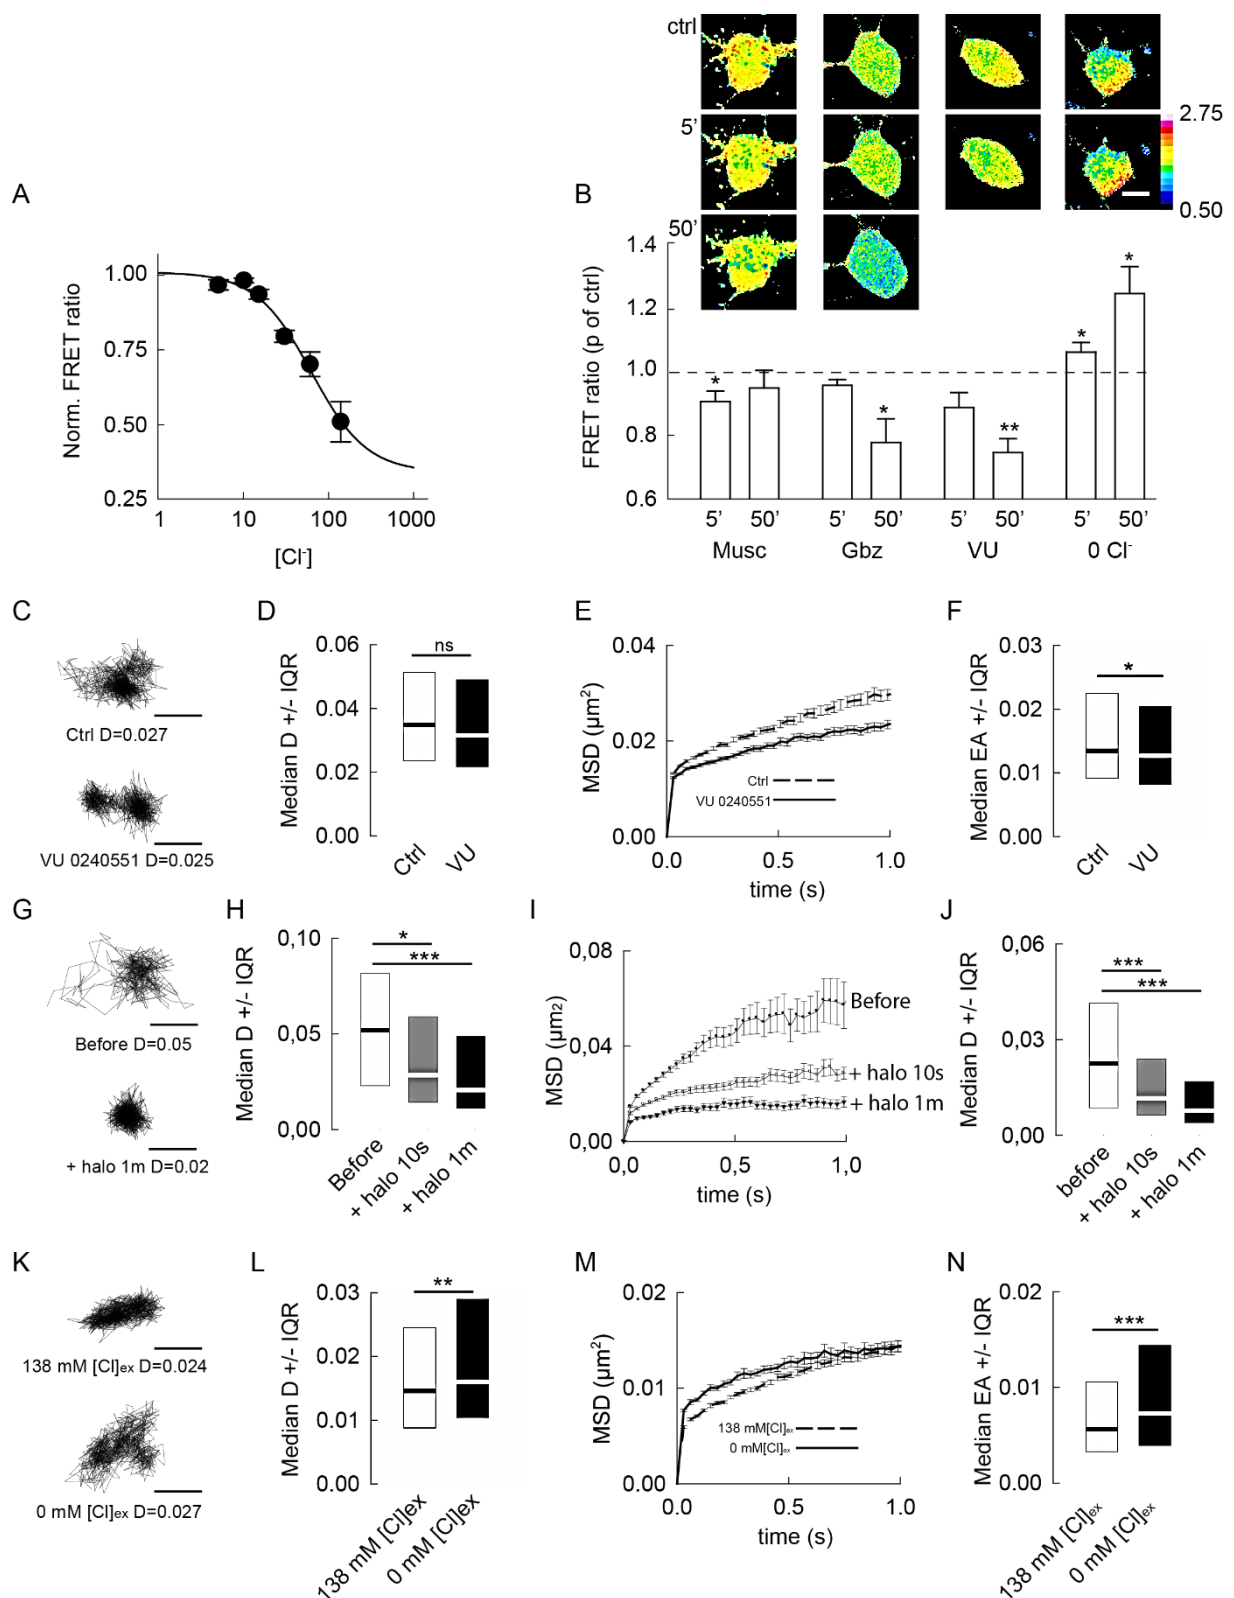 ctrl
5'
50'
2.75
0.50
A
Norm. FRET ratio
1.00
0.75
0.50
0.25
1
10
100
1000
[Cl-]
B
FRET ratio (p of ctrl)
1.4
1.2
1.0
0.8
0.6
*
*
**
*
*
5' 50' 5' 50' 5' 50' 5' 50'
Musc Gbz VU 0 Cl-
C
Ctrl D=0.027
VU 0240551 D=0.025
D
Median D +/- IQR
0.06
0.04
0.02
0.00
ns
Ctrl
VU
E
MSD (µm²)
0.04
0.02
0.00
Ctrl
VU 0240551
0.0 0.5 1.0
time (s)
F
Median EA +/- IQR
0.03
0.02
0.01
0.00
*
Ctrl
VU
G
Before D=0.05
+ halo 1m D=0.02
H
Median D +/- IQR
0,10
0,05
0,00
*
***
Before
+ halo 10s
+ halo 1m
I
MSD (µm2)
0,08
0,04
0,00
Before
+ halo 10s
+ halo 1m
0,0 0,5 1,0
time (s)
J
Median D +/- IQR
0,06
0,03
0,00
***
***
before
+ halo 10s
+ halo 1m
K
138 mM [Cl]ex D=0.024
0 mM [Cl]ex D=0.027
L
Median D +/- IQR
0.03
0.02
0.01
0.00
**
138 mM [Cl]ex
0 mM [Cl]ex
M
MSD (µm²)
0.02
0.01
0.00
138 mM[Cl]ex
0 mM[Cl]ex
0.0 0.5 1.0
time (s)
N
Median EA +/- IQR
0.02
0.01
0.00
***
138 mM [Cl]ex
0 mM [Cl]ex